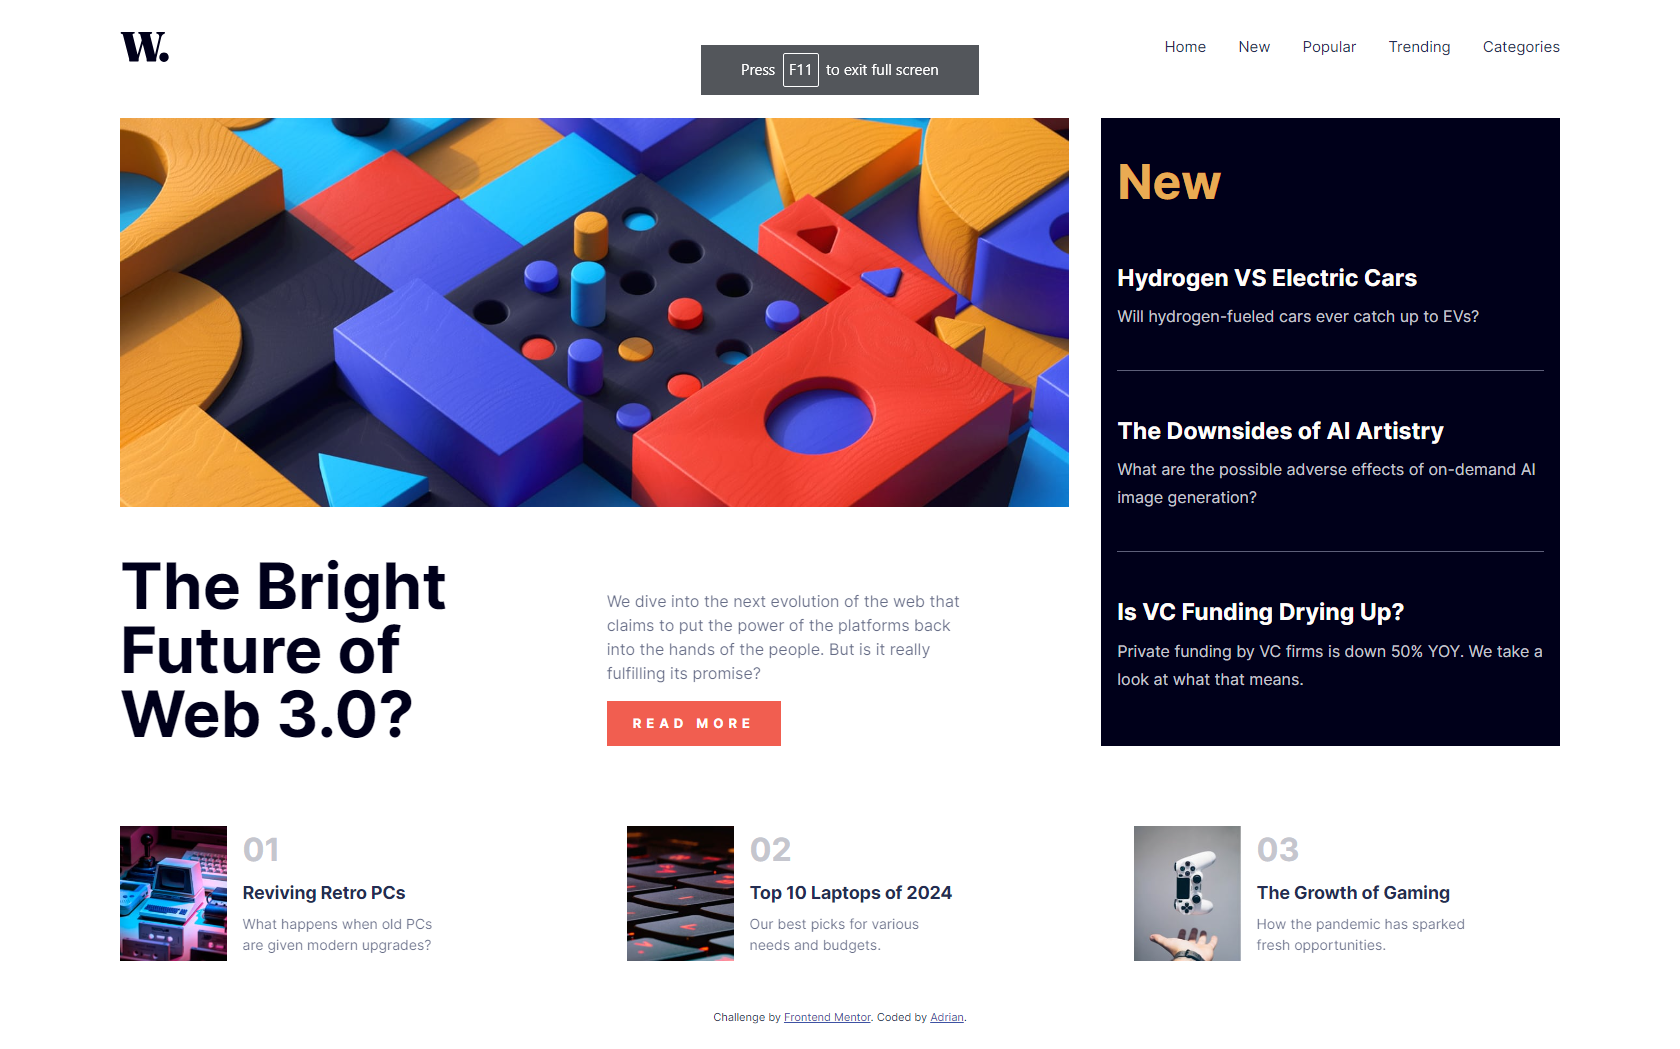 W.
Home New Popular Trending Categories
Press F11 to exit full screen
New
Hydrogen VS Electric Cars
Will hydrogen-fueled cars ever catch up to EVs?
The Downsides of AI Artistry
What are the possible adverse effects of on-demand AI
image generation?
Is VC Funding Drying Up?
Private funding by VC firms is down 50% YOY. We take a
look at what that means.
The Bright
Future of
Web 3.0?
We dive into the next evolution of the web that
claims to put the power of the platforms back
into the hands of the people. But is it really
fulfilling its promise?
READ MORE
01
Reviving Retro PCs
What happens when old PCs
are given modern upgrades?
02
Top 10 Laptops of 2024
Our best picks for various
needs and budgets.
03
The Growth of Gaming
How the pandemic has sparked
fresh opportunities.
Challenge by Frontend Mentor. Coded by Adrian.